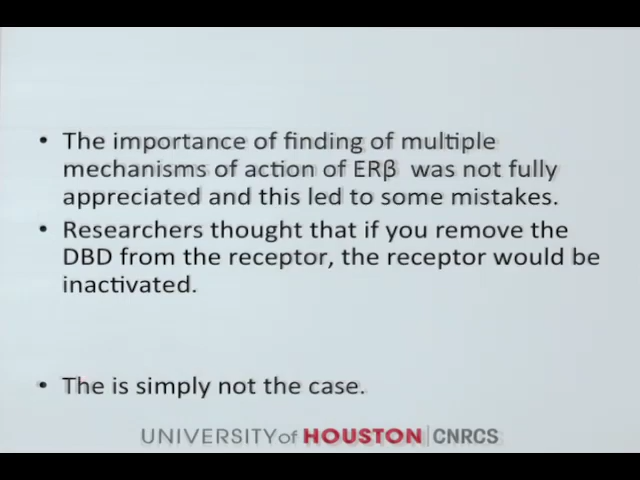 • The importance of finding of multiple
mechanisms of action of ERβ was not fully
appreciated and this led to some mistakes.
• Researchers thought that if you remove the
DBD from the receptor, the receptor would be
inactivated.
• The is simply not the case.
UNIVERSITY of HOUSTON | CNRCS